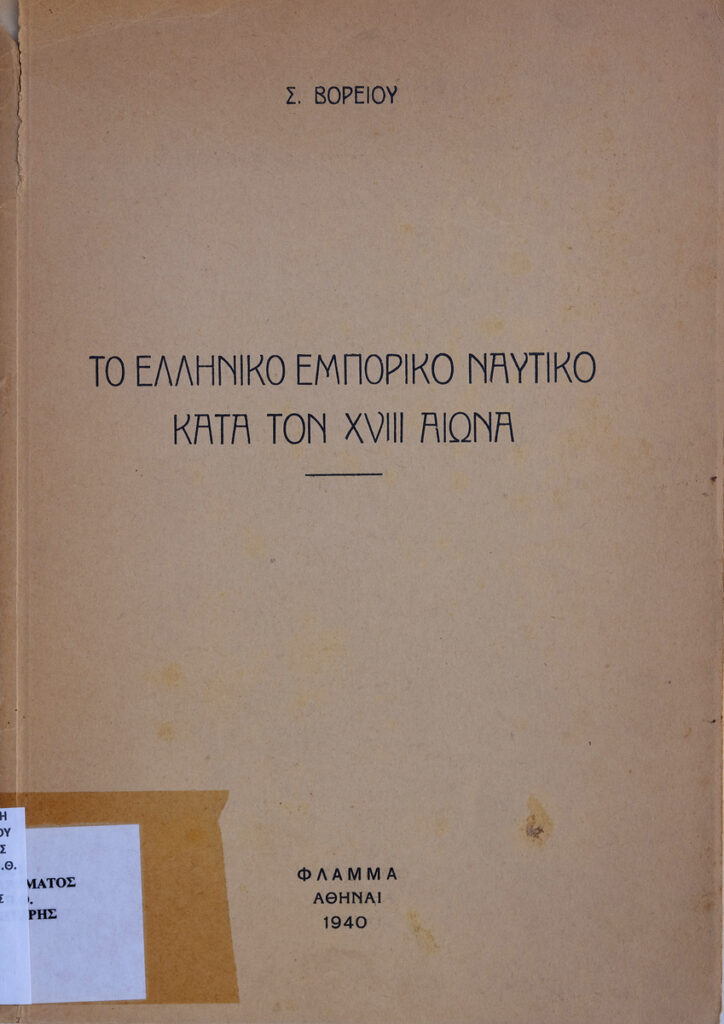 Σ. ΒΟΡΕΙΟΥ
ΤΟ ΕΛΛΗΝΙΚΟ ΕΜΠΟΡΙΚΟ ΝΑΥΤΙΚΟ
ΚΑΤΑ ΤΟΝ XVIII ΑΙΩΝΑ
ΦΛΑΜΜΑ
ΑΘΗΝΑΙ
1940